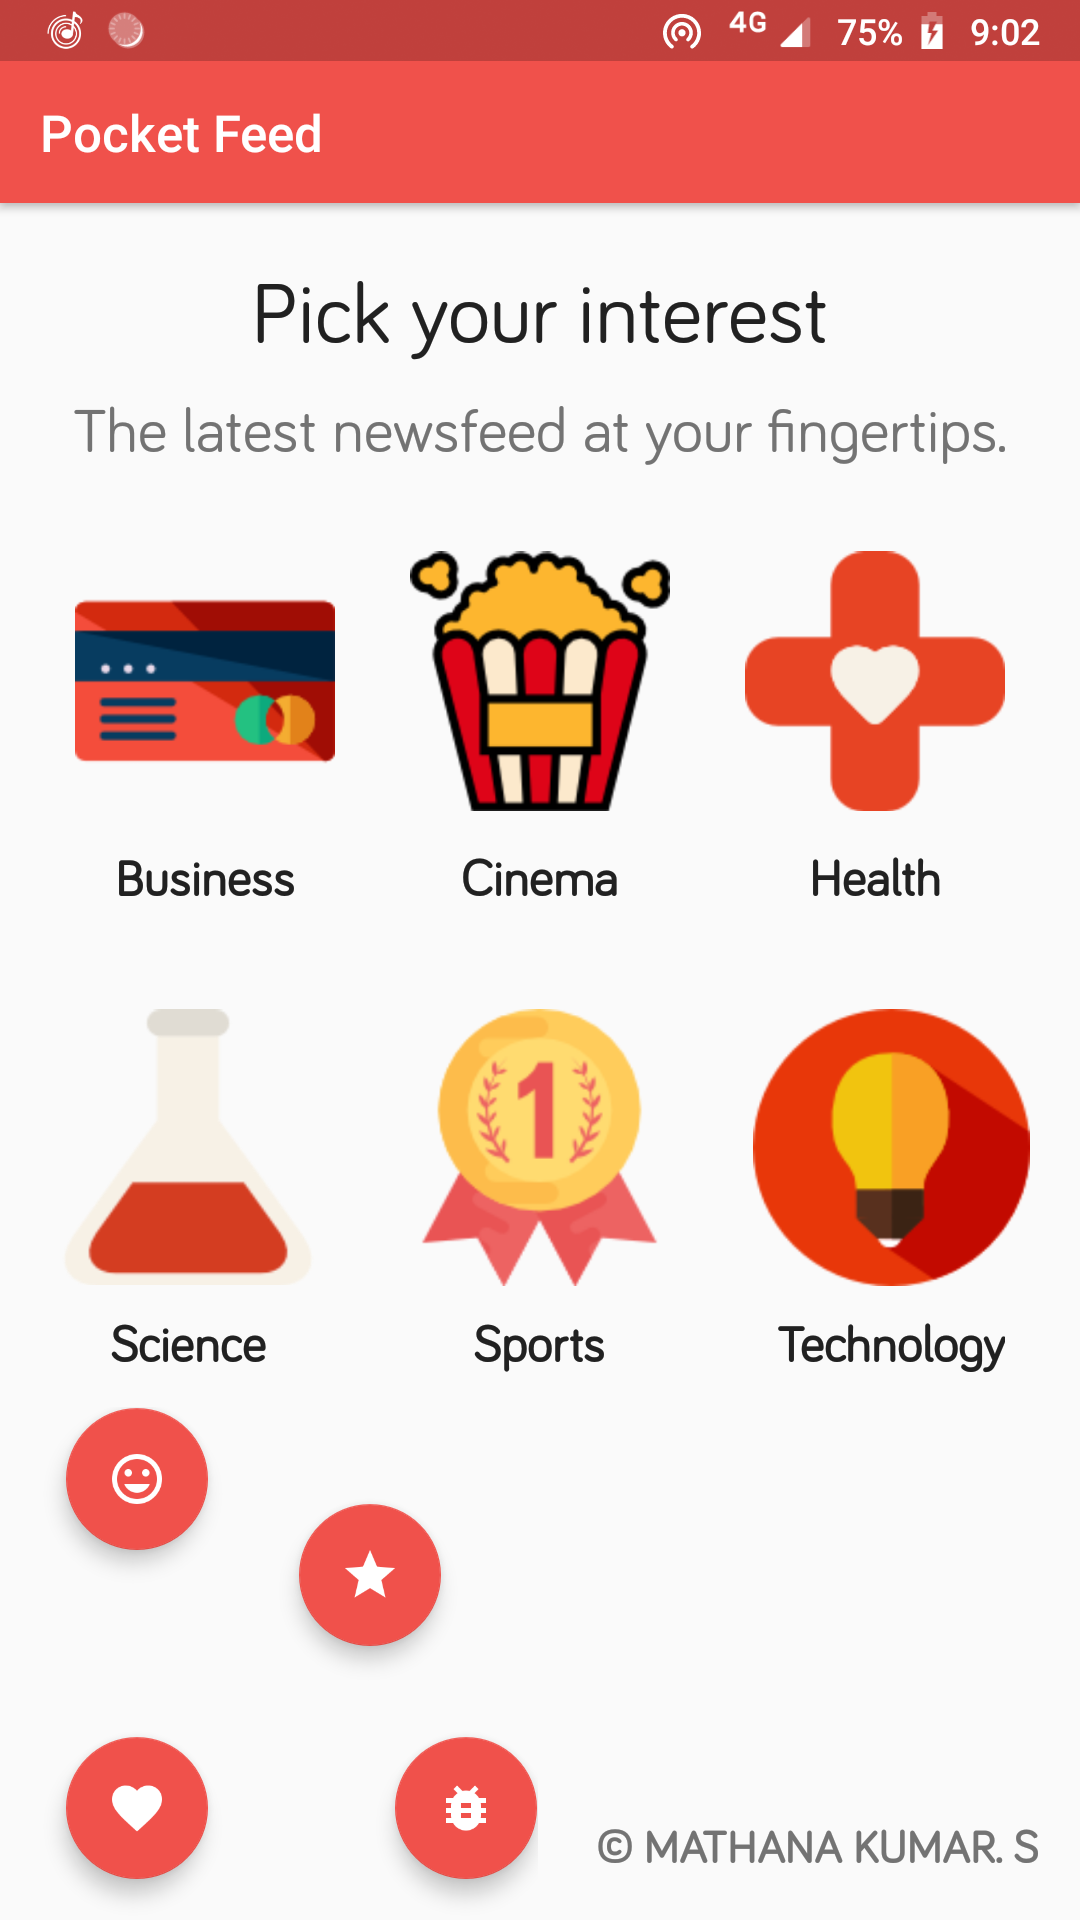 4G 75% 9:02
Pocket Feed
Pick your interest
The latest newsfeed at your fingertips.
Business Cinema Health
1
Science Sports Technology
© MATHANA KUMAR. S